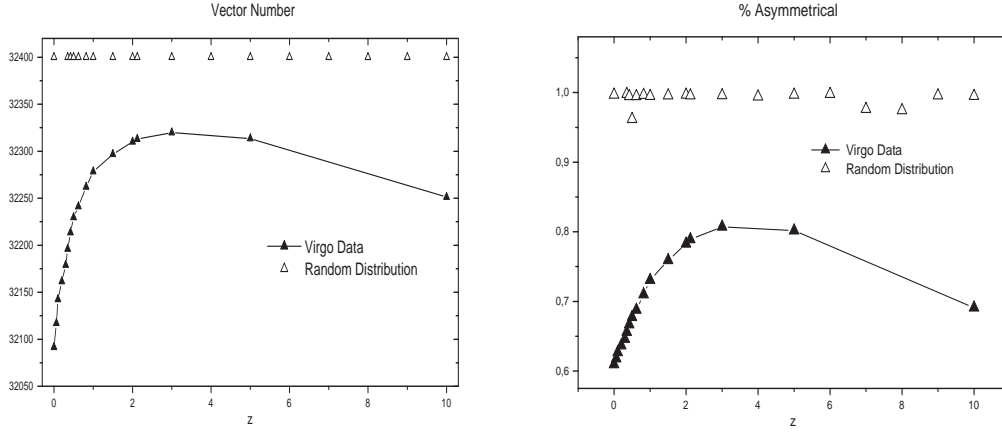 Vector Number
32400
32350
32300
32250
32200
32150
32100
32050
0 2 4 6 8 10
z
Virgo Data
Random Distribution
% Asymmetrical
1,0
0,9
0,8
0,7
0,6
0 2 4 6 8 10
z
Virgo Data
Random Distribution